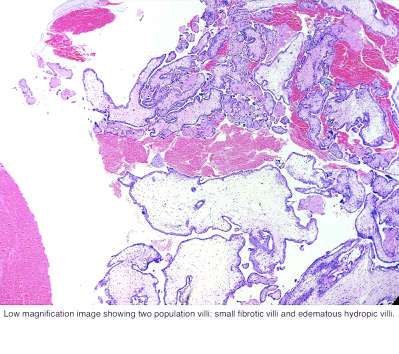 Low magnification image showing two population villi: small fibrotic villi and edematous hydropic villi.